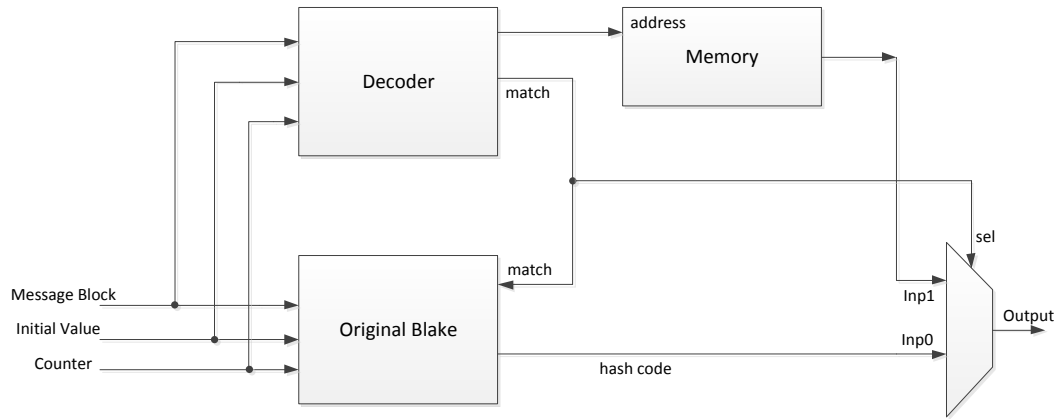 address
Decoder
Memory
match
sel
match
Message Block
Inp1
Initial Value
Original Blake
Output
Inp0
Counter
hash code